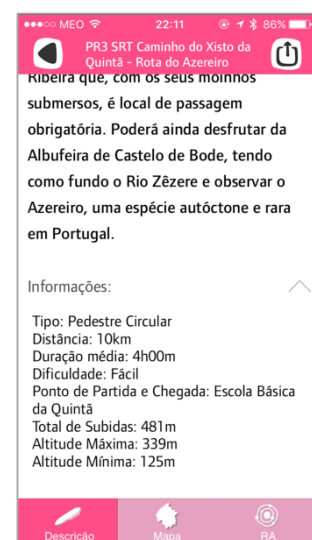 MEO 22:11 86%
PR3 SRT Caminho do Xisto da
Quintã - Rota do Azereiro
Ribeira que, com os seus moinhos
submersos, é local de passagem
obrigatória. Poderá ainda desfrutar da
Albufeira de Castelo de Bode, tendo
como fundo o Rio Zêzere e observar o
Azereiro, uma espécie autóctone e rara
em Portugal.
Informações:
Tipo: Pedestre Circular
Distância: 10km
Duração média: 4h00m
Dificuldade: Fácil
Ponto de Partida e Chegada: Escola Básica
da Quintã
Total de Subidas: 481m
Altitude Máxima: 339m
Altitude Mínima: 125m
Descrição Mapa RA